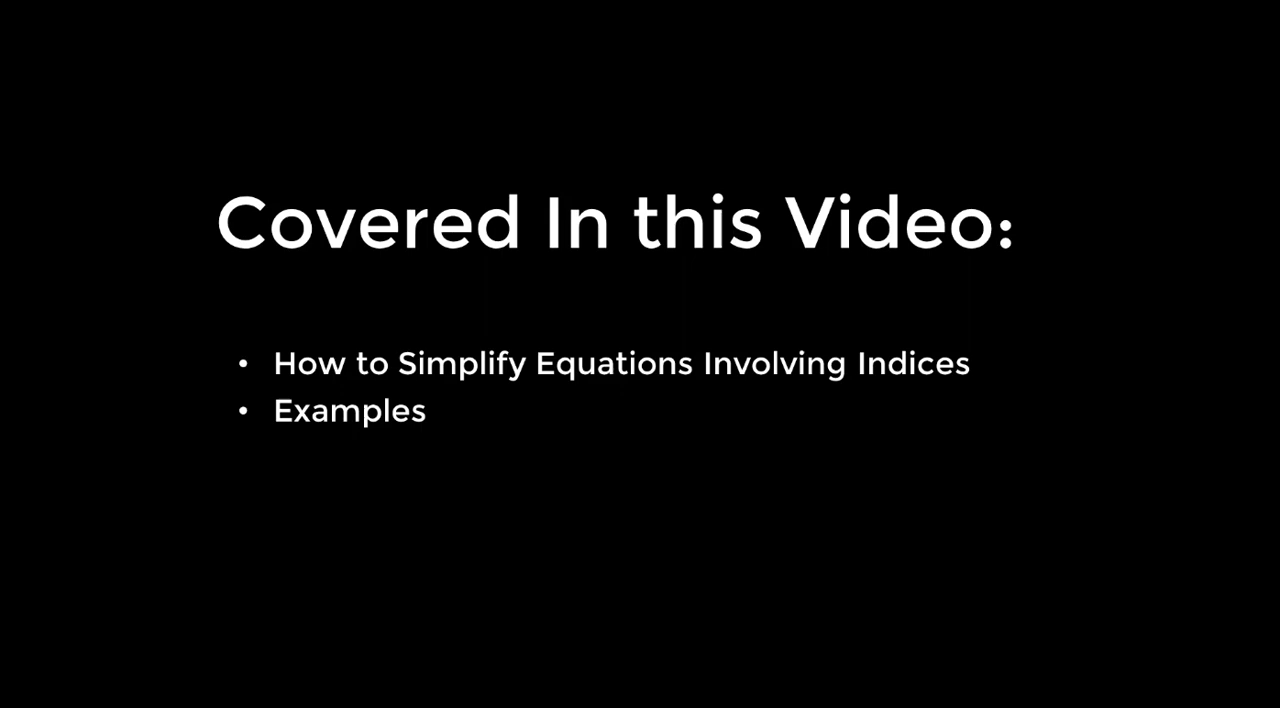 Covered In this Video:
• How to Simplify Equations Involving Indices
• Examples